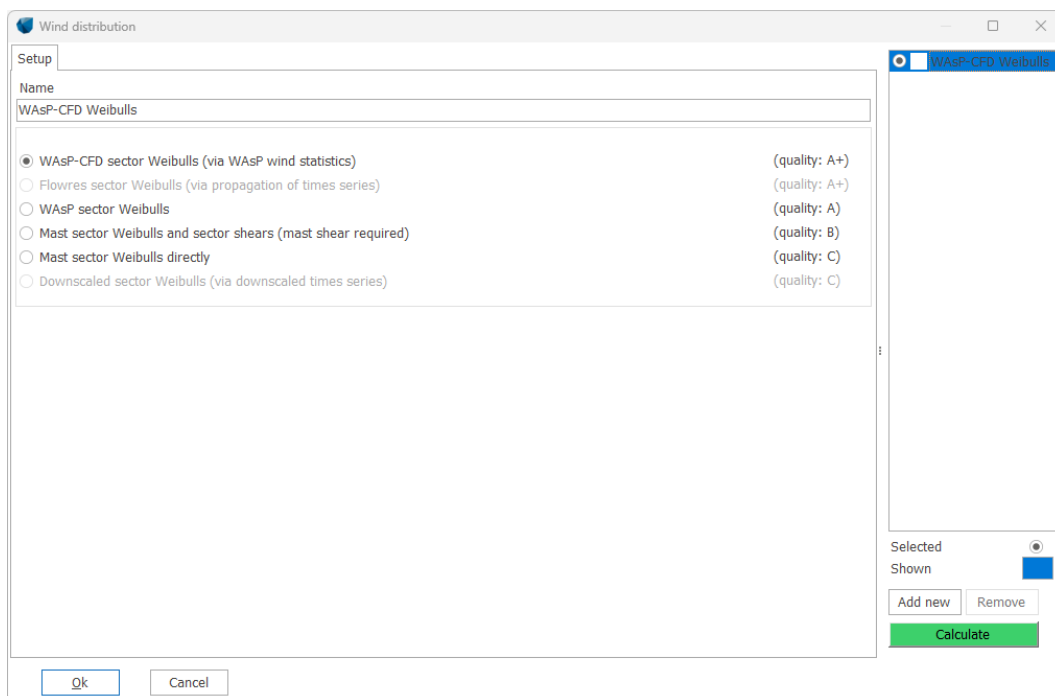 Wind distribution
Setup
Name
WAsP-CFD Weibulls
WAsP-CFD sector Weibulls (via WAsP wind statistics) (quality: A+)
Flowres sector Weibulls (via propagation of times series) (quality: A+)
WAsP sector Weibulls (quality: A)
Mast sector Weibulls and sector shears (mast shear required) (quality: B)
Mast sector Weibulls directly (quality: C)
Downscaled sector Weibulls (via downscaled times series) (quality: C)
WAsP-CFD Weibulls
Selected
Shown
Add new Remove
Calculate
Ok Cancel